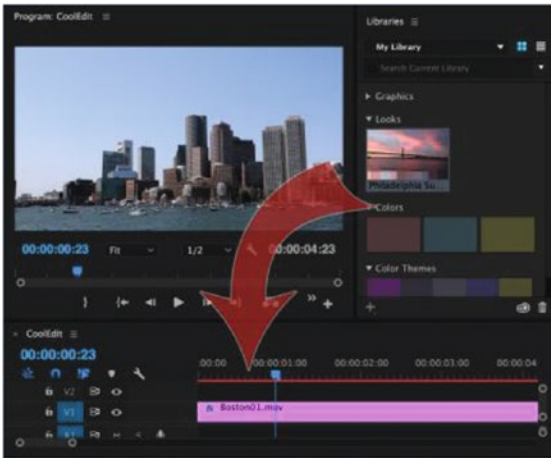 Program: CoolEdit
Libraries
My Library
Search Current Library
Graphics
Looks
Philadelphia Su...
Colors
Color Themes
00:00:00:23 Fit 1/2 00:00:04:23
CoolEdit
00:00:00:23
:00:00 00:00:01:00 00:00:02:00 00:00:03:00 00:00:04
V2
V1 fx Boston01.mov